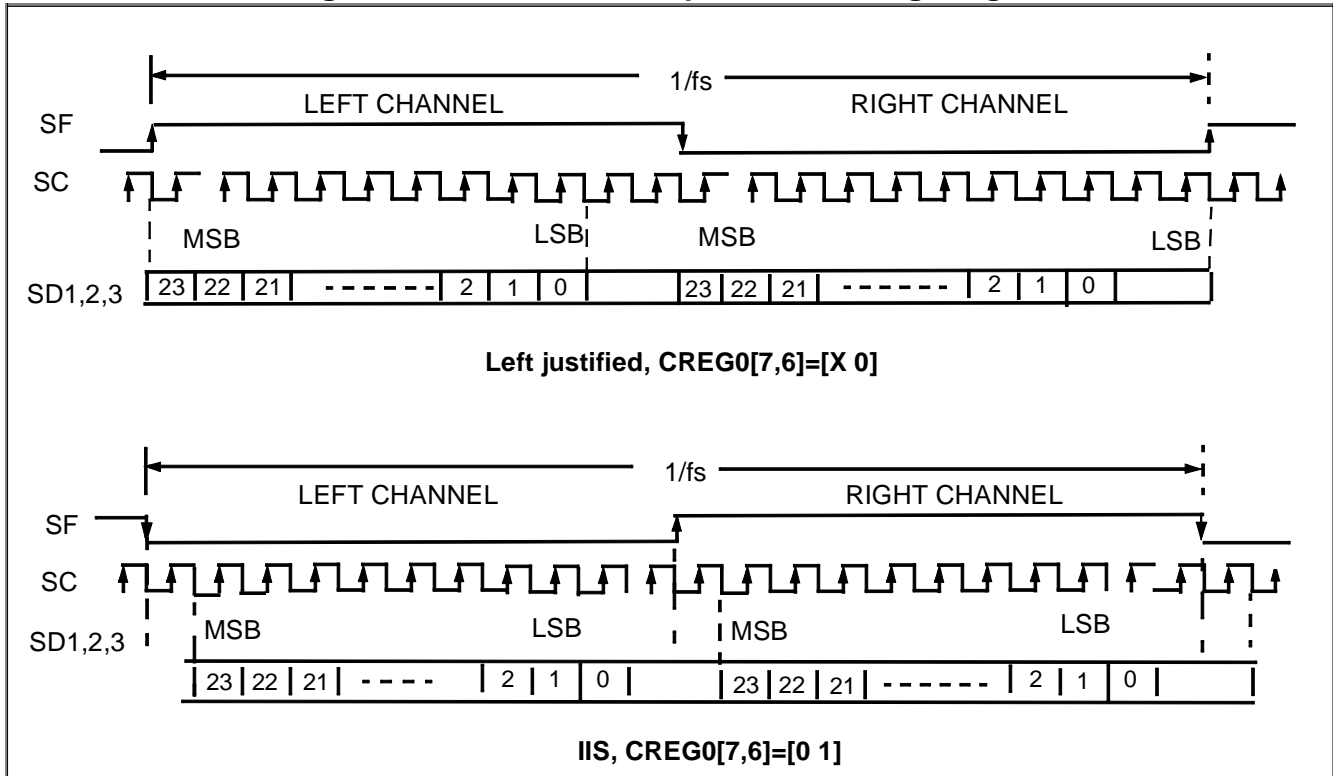 1/fs
LEFT CHANNEL RIGHT CHANNEL
SF
SC
MSB LSB MSB LSB
SD1,2,3 23 22 21 2 1 0 23 22 21 2 1 0
Left justified, CREG0[7,6]=[X 0]
1/fs
LEFT CHANNEL RIGHT CHANNEL
SF
SC
MSB LSB MSB LSB
SD1,2,3
23 22 21 2 1 0 23 22 21 2 1 0
IIS, CREG0[7,6]=[0 1]